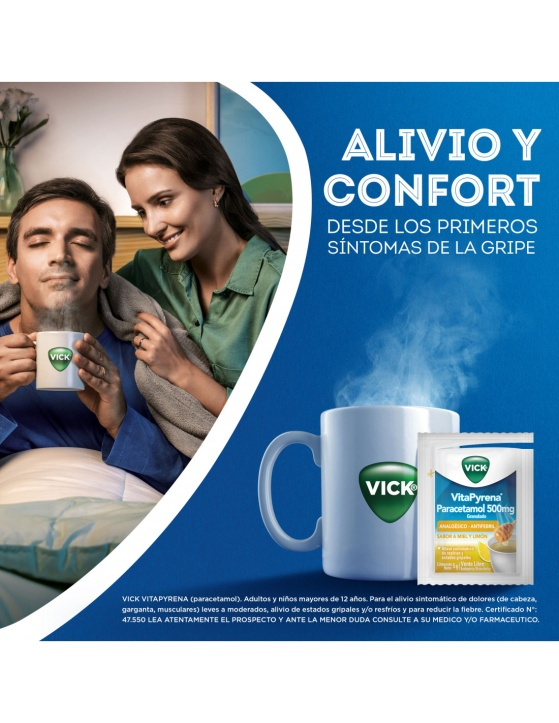 ALIVIO Y
CONFORT
DESDE LOS PRIMEROS
SÍNTOMAS DE LA GRIPE
VICK
VICK®
VICK
VitaPyrena®
Paracetamol 500mg
Granulado
ANALGÉSICO - ANTIFEBRIL
SABOR A MIEL Y LIMÓN
Venta Libre
VICK VITAPYRENA (paracetamol). Adultos y niños mayores de 12 años. Para el alivio sintomático de dolores (de cabeza,
garganta, musculares) leves a moderados, alivio de estados gripales y/o resfríos y para reducir la fiebre. Certificado N°:
47.550 LEA ATENTAMENTE EL PROSPECTO Y ANTE LA MENOR DUDA CONSULTE A SU MEDICO Y/O FARMACEUTICO.